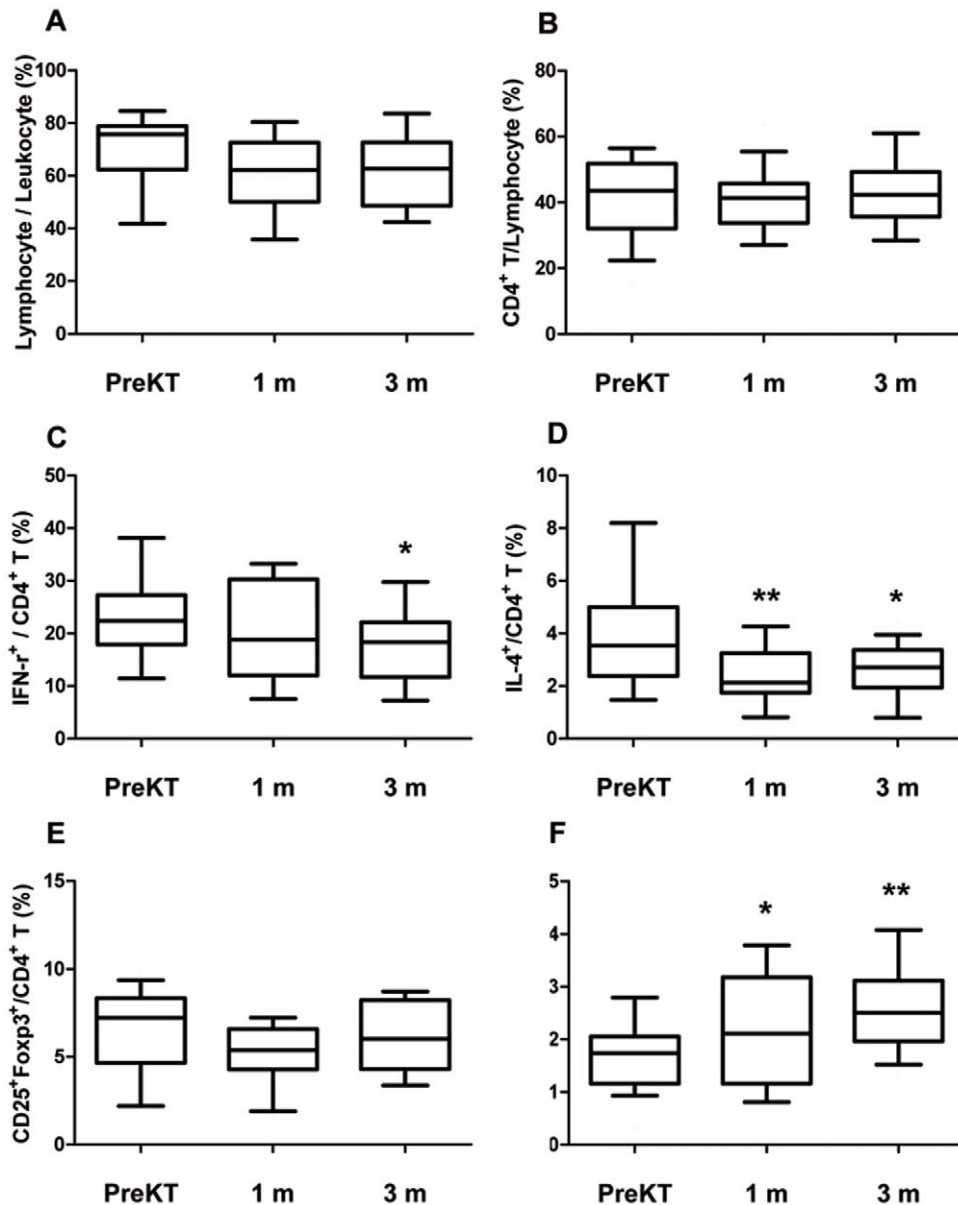 A
Lymphocyte / Leukocyte (%)
100
80
60
40
20
0
PreKT 1 m 3 m
B
CD4⁺ T/Lymphocyte (%)
80
60
40
20
0
PreKT 1 m 3 m
C
IFN-r⁺ / CD4⁺ T (%)
50
40
30
20
10
0
*
PreKT 1 m 3 m
D
IL-4⁺/CD4⁺ T (%)
10
8
6
4
2
0
** *
PreKT 1 m 3 m
E
CD25⁺Foxp3⁺/CD4⁺ T (%)
15
10
5
0
PreKT 1 m 3 m
F
5
4
3
2
1
0
* **
PreKT 1 m 3 m